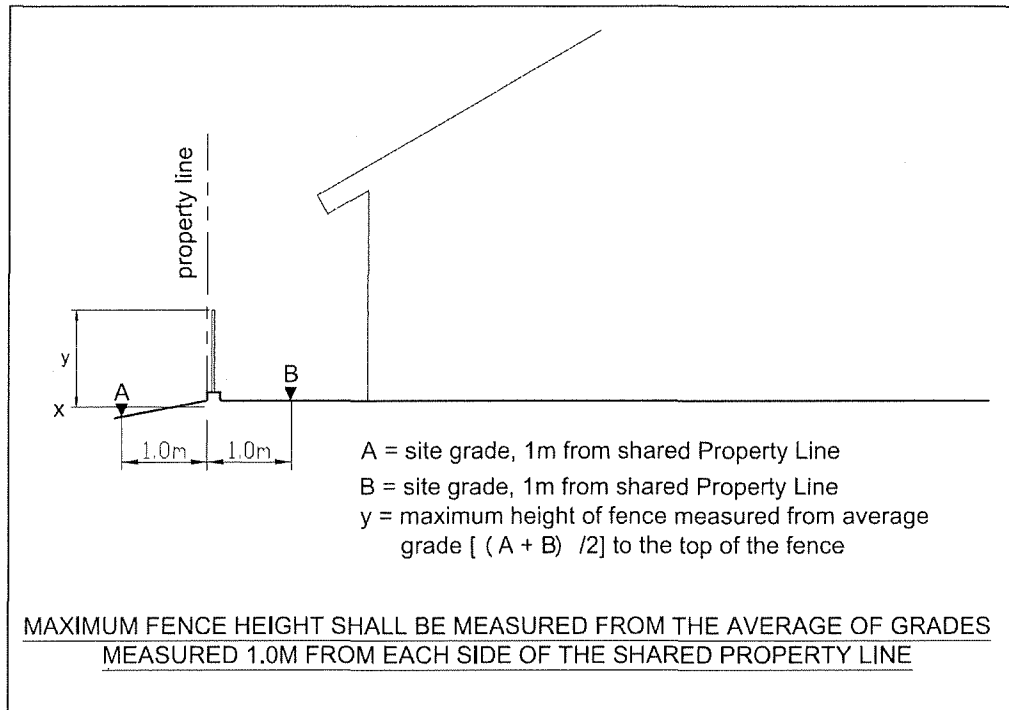 property line
y
A
B
x
1.0m
1.0m
A = site grade, 1m from shared Property Line
B = site grade, 1m from shared Property Line
y = maximum height of fence measured from average
grade [ ( A + B)  /2] to the top of the fence
MAXIMUM FENCE HEIGHT SHALL BE MEASURED FROM THE AVERAGE OF GRADES
MEASURED 1.0M FROM EACH SIDE OF THE SHARED PROPERTY LINE